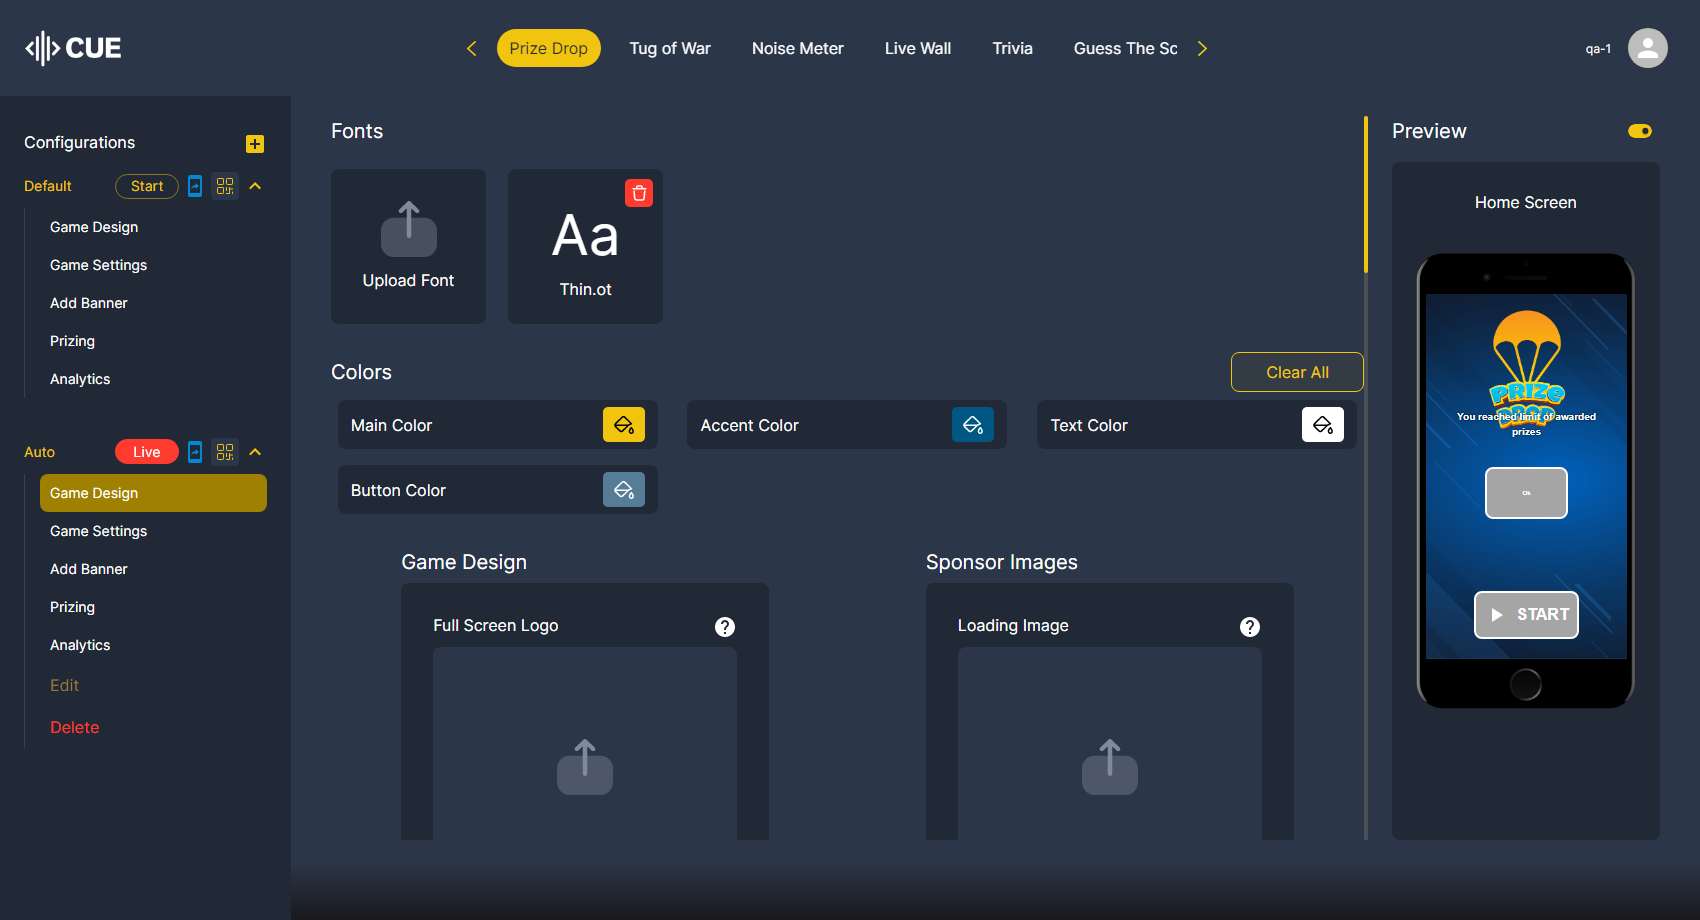 CUE
Prize Drop
Tug of War
Noise Meter
Live Wall
Trivia
Guess The Sc
qa-1
Configurations
Default
Start
Game Design
Game Settings
Add Banner
Prizing
Analytics
Auto
Live
Game Design
Game Settings
Add Banner
Prizing
Analytics
Edit
Delete
Fonts
Upload Font
Aa
Thin.ot
Colors
Clear All
Main Color
Accent Color
Text Color
Button Color
Game Design
Full Screen Logo
?
Sponsor Images
Loading Image
?
Preview
Home Screen
PRIZE
DROP
You reached limit of awarded
prizes
Ok
START